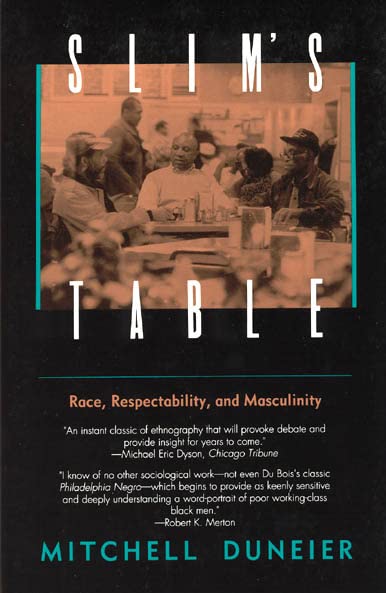 SLIM'S
TABLE
Race, Respectability, and Masculinity
"An instant classic of ethnography that will provoke debate and
provide insight for years to come."
—Michael Eric Dyson, Chicago Tribune
"I know of no other sociological work—not even Du Bois's classic
Philadelphia Negro—which begins to provide as keenly sensitive
and deeply understanding a word-portrait of poor working-class
black men."
—Robert K. Merton
MITCHELL DUNEIER